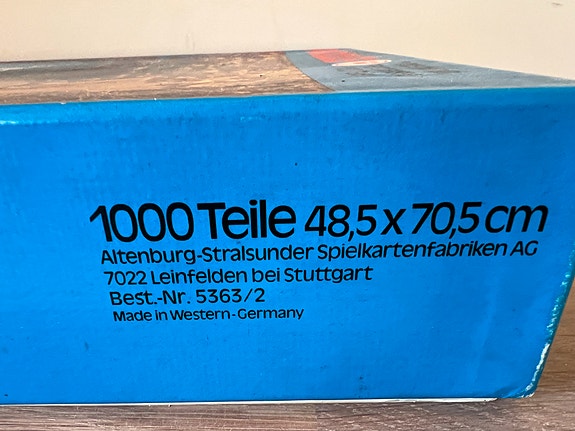 1000 Teile 48,5 x 70,5 cm
Altenburg-Stralsunder Spielkartenfabriken AG
7022 Leinfelden bei Stuttgart
Best.-Nr. 5363/2
Made in Western-Germany